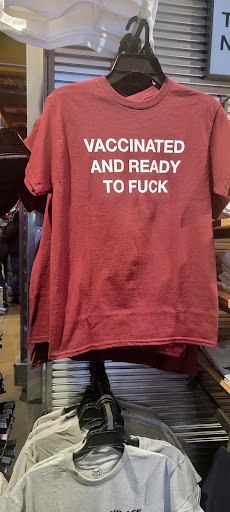 VACCINATED
AND READY
TO FUCK